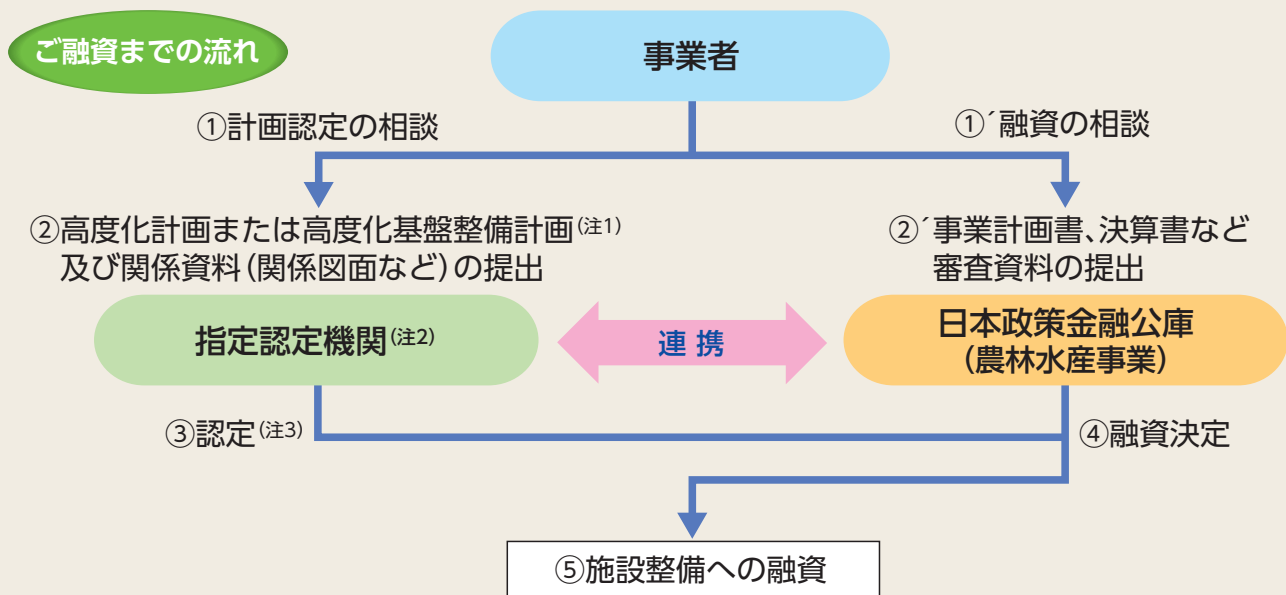 ご融資までの流れ
事業者
①計画認定の相談
①´融資の相談
②高度化計画または高度化基盤整備計画(注1)
及び関係資料(関係図面など)の提出
②´事業計画書、決算書など
審査資料の提出
指定認定機関(注2)
連携
日本政策金融公庫
(農林水産事業)
③認定(注3)
④融資決定
⑤施設整備への融資